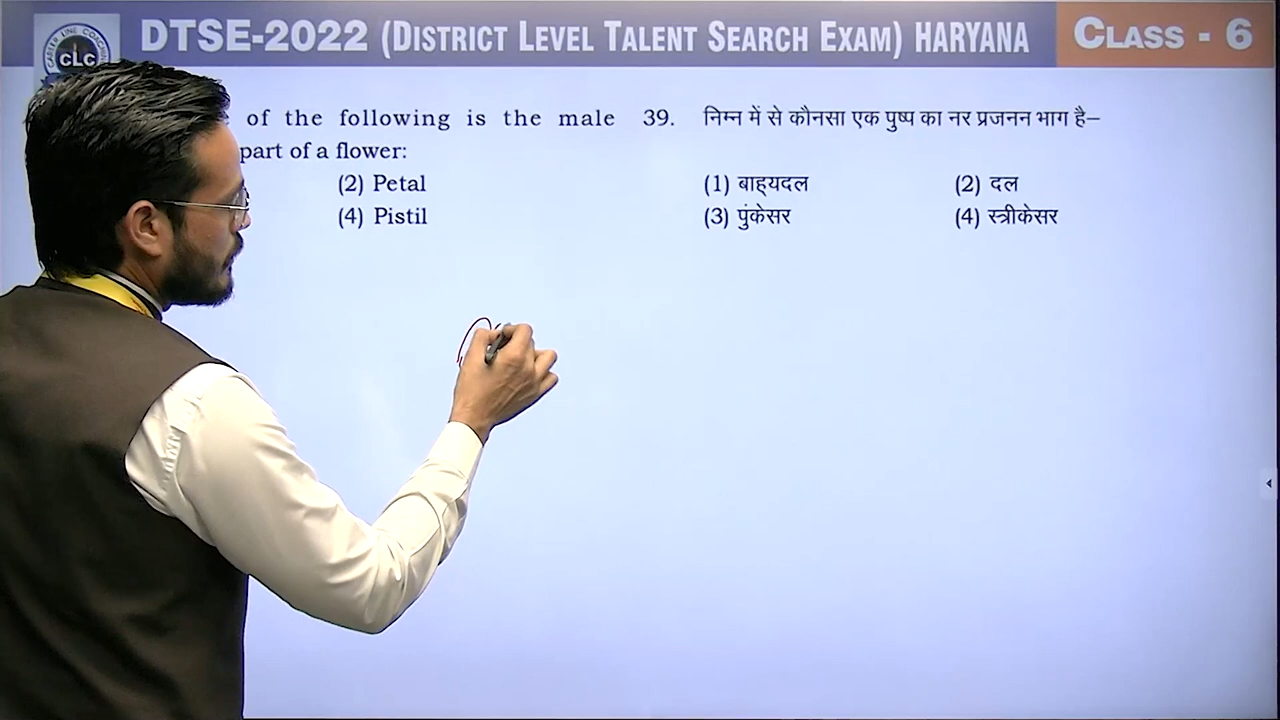 CLC
DTSE-2022 (DISTRICT LEVEL TALENT SEARCH EXAM) HARYANA
CLASS - 6
of the following is the male
part of a flower:
(2) Petal
(4) Pistil
39. निम्न में से कौनसा एक पुष्प का नर प्रजनन भाग है–
(1) बाह्यदल (2) दल
(3) पुंकेसर (4) स्त्रीकेसर